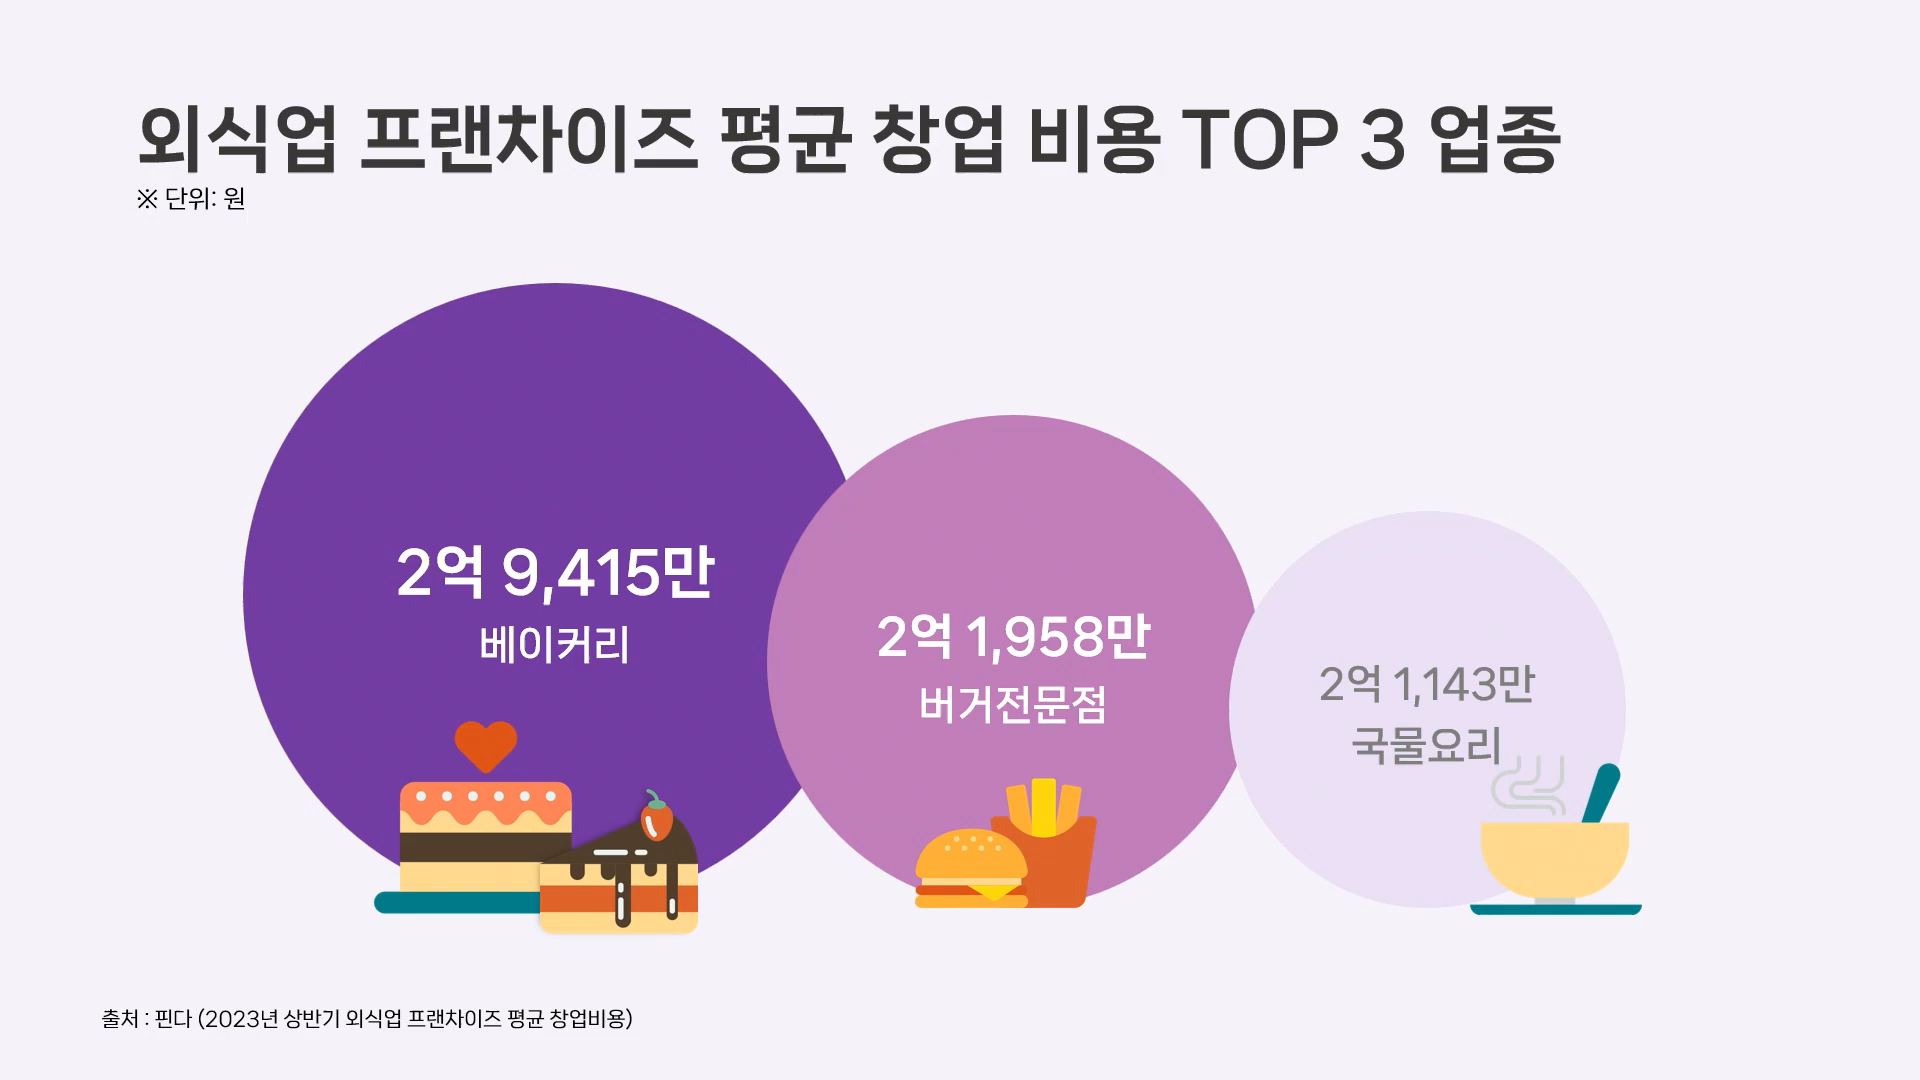 외식업 프랜차이즈 평균 창업 비용 TOP 3 업종
※ 단위: 원
2억 9,415만
베이커리
2억 1,958만
버거전문점
2억 1,143만
국물요리
출처 : 핀다 (2023년 상반기 외식업 프랜차이즈 평균 창업비용)